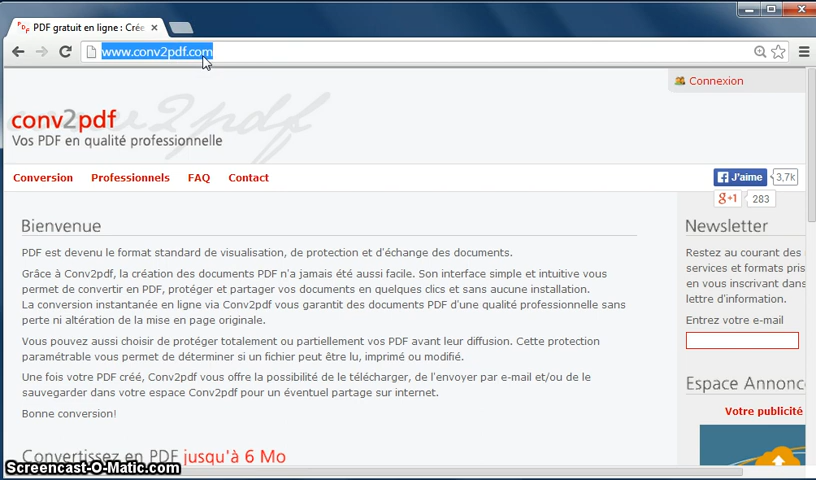 PDF gratuit en ligne : Crée
www.conv2pdf.com
Connexion
conv2pdf
conv2pdf
Vos PDF en qualité professionnelle
Conversion Professionnels FAQ Contact
J'aime 3,7k
g+1 283
Bienvenue
PDF est devenu le format standard de visualisation, de protection et d'échange des documents.
Grâce à Conv2pdf, la création des documents PDF n'a jamais été aussi facile. Son interface simple et intuitive vous
permet de convertir en PDF, protéger et partager vos documents en quelques clics et sans aucune installation.
La conversion instantanée en ligne via Conv2pdf vous garantit des documents PDF d'une qualité professionnelle sans
perte ni altération de la mise en page originale.
Vous pouvez aussi choisir de protéger totalement ou partiellement vos PDF avant leur diffusion. Cette protection
paramétrable vous permet de déterminer si un fichier peut être lu, imprimé ou modifié.
Une fois votre PDF créé, Conv2pdf vous offre la possibilité de le télécharger, de l'envoyer par e-mail et/ou de le
sauvegarder dans votre espace Conv2pdf pour un éventuel partage sur internet.
Bonne conversion!
Convertissez en PDF jusqu'à 6 Mo
Newsletter
Restez au courant des
services et formats pris
en vous inscrivant dans
lettre d'information.
Entrez votre e-mail
Espace Annonc
Votre publicité
Screencast-O-Matic.com